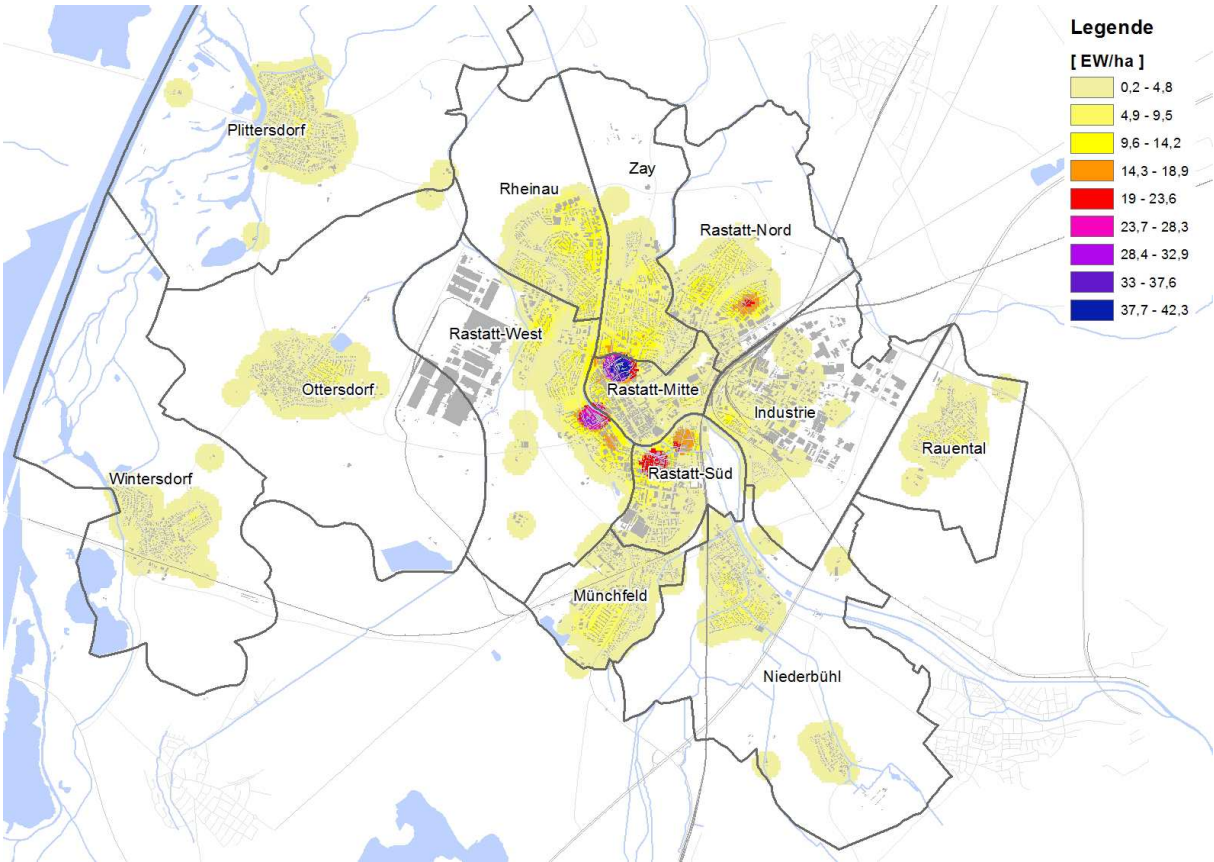 Legende
[ EW/ha ]
0,2 - 4,8
4,9 - 9,5
9,6 - 14,2
14,3 - 18,9
19 - 23,6
23,7 - 28,3
28,4 - 32,9
33 - 37,6
37,7 - 42,3
Plittersdorf
Zay
Rheinau
Rastatt-Nord
Rastatt-West
Ottersdorf
Rastatt-Mitte
Industrie
Rauental
Wintersdorf
Rastatt-Süd
Münchfeld
Niederbühl